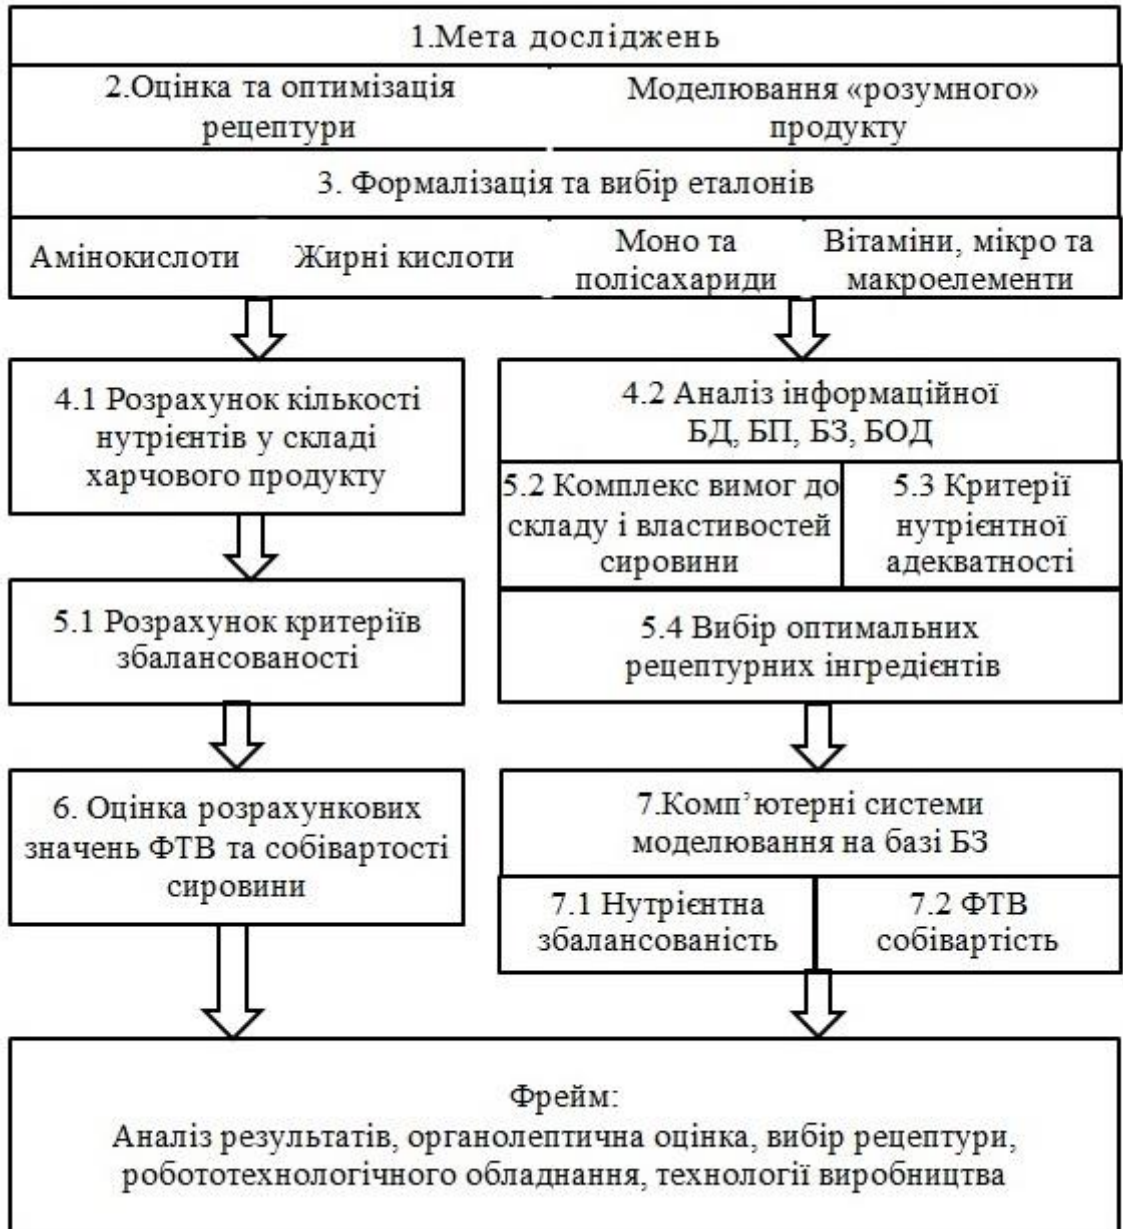 1.Мета досліджень
2.Оцінка та оптимізація
рецептури
Моделювання «розумного»
продукту
3. Формалізація та вибір еталонів
Амінокислоти
Жирні кислоти
Моно та
полісахариди
Вітаміни, мікро та
макроелементи
4.1 Розрахунок кількості
нутрієнтів у складі
харчового продукту
4.2 Аналіз інформаційної
БД, БП, БЗ, БОД
5.2 Комплекс вимог до
складу і властивостей
сировини
5.3 Критерії
нутрієнтної
адекватності
5.1 Розрахунок критеріїв
збалансованості
5.4 Вибір оптимальних
рецептурних інгредієнтів
6. Оцінка розрахункових
значень ФТВ та собівартості
сировини
7.Комп’ютерні системи
моделювання на базі БЗ
7.1 Нутрієнтна
збалансованість
7.2 ФТВ
собівартість
Фрейм:
Аналіз результатів, органолептична оцінка, вибір рецептури,
робототехнологічного обладнання, технології виробництва